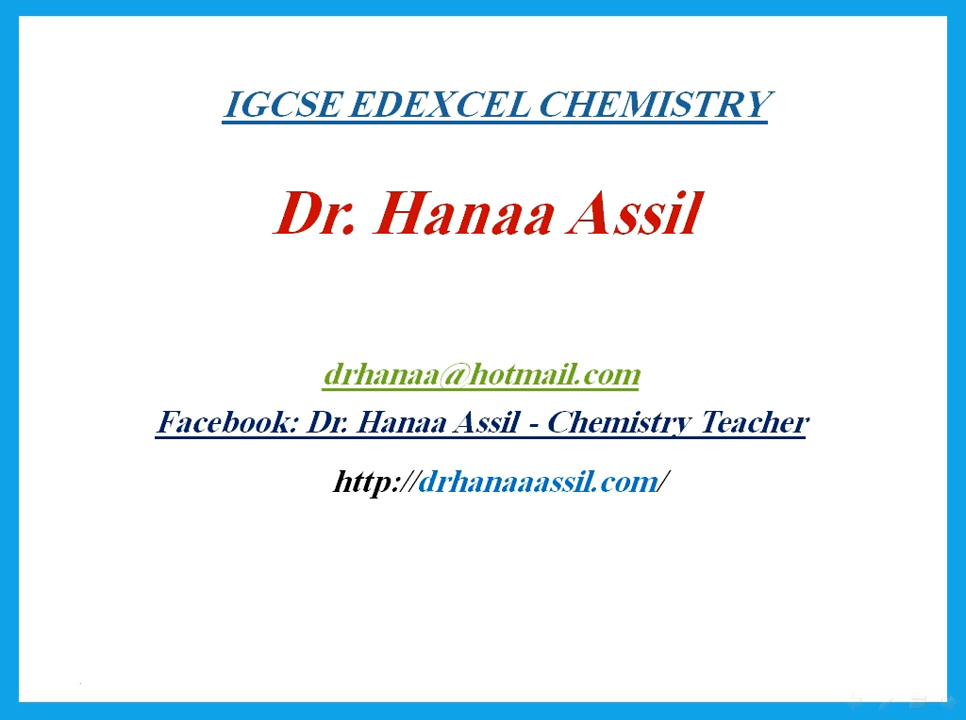 IGCSE EDEXCEL CHEMISTRY
Dr. Hanaa Assil
drhanaa@hotmail.com
Facebook: Dr. Hanaa Assil - Chemistry Teacher
http://drhanaaassil.com/